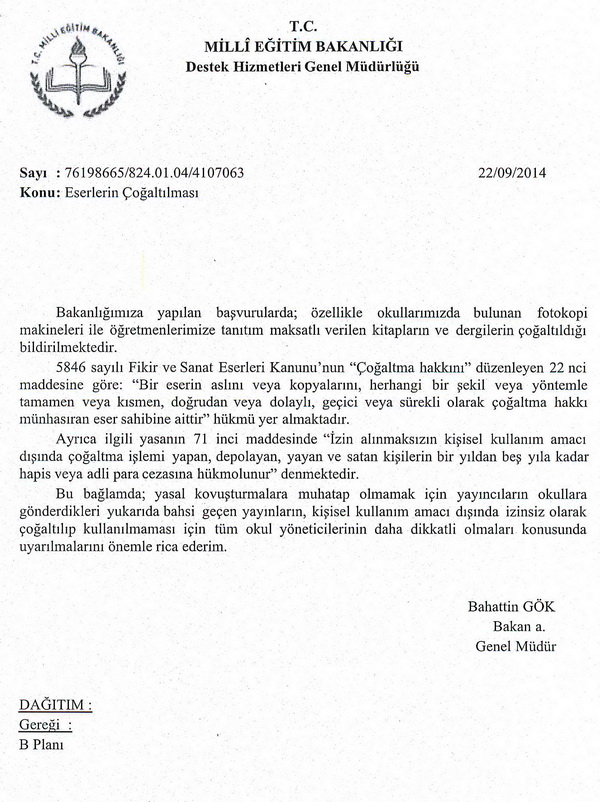 T.C. MİLLÎ EĞİTİM BAKANLIĞI
T.C.
MİLLÎ EĞİTİM BAKANLIĞI
Destek Hizmetleri Genel Müdürlüğü
Sayı : 76198665/824.01.04/4107063 22/09/2014
Konu: Eserlerin Çoğaltılması
Bakanlığımıza yapılan başvurularda; özellikle okullarımızda bulunan fotokopi
makineleri ile öğretmenlerimize tanıtım maksatlı verilen kitapların ve dergilerin çoğaltıldığı
bildirilmektedir.
5846 sayılı Fikir ve Sanat Eserleri Kanunu’nun “Çoğaltma hakkını” düzenleyen 22 nci
maddesine göre: “Bir eserin aslını veya kopyalarını, herhangi bir şekil veya yöntemle
tamamen veya kısmen, doğrudan veya dolaylı, geçici veya sürekli olarak çoğaltma hakkı
münhasıran eser sahibine aittir” hükmü yer almaktadır.
Ayrıca ilgili yasanın 71 inci maddesinde “İzin alınmaksızın kişisel kullanım amacı
dışında çoğaltma işlemi yapan, depolayan, yayan ve satan kişilerin bir yıldan beş yıla kadar
hapis veya adli para cezasına hükmolunur” denmektedir.
Bu bağlamda; yasal kovuşturmalara muhatap olmamak için yayıncıların okullara
gönderdikleri yukarıda bahsi geçen yayınların, kişisel kullanım amacı dışında izinsiz olarak
çoğaltılıp kullanılmaması için tüm okul yöneticilerinin daha dikkatli olmaları konusunda
uyarılmalarını önemle rica ederim.
Bahattin GÖK
Bakan a.
Genel Müdür
DAĞITIM :
Gereği :
B Planı